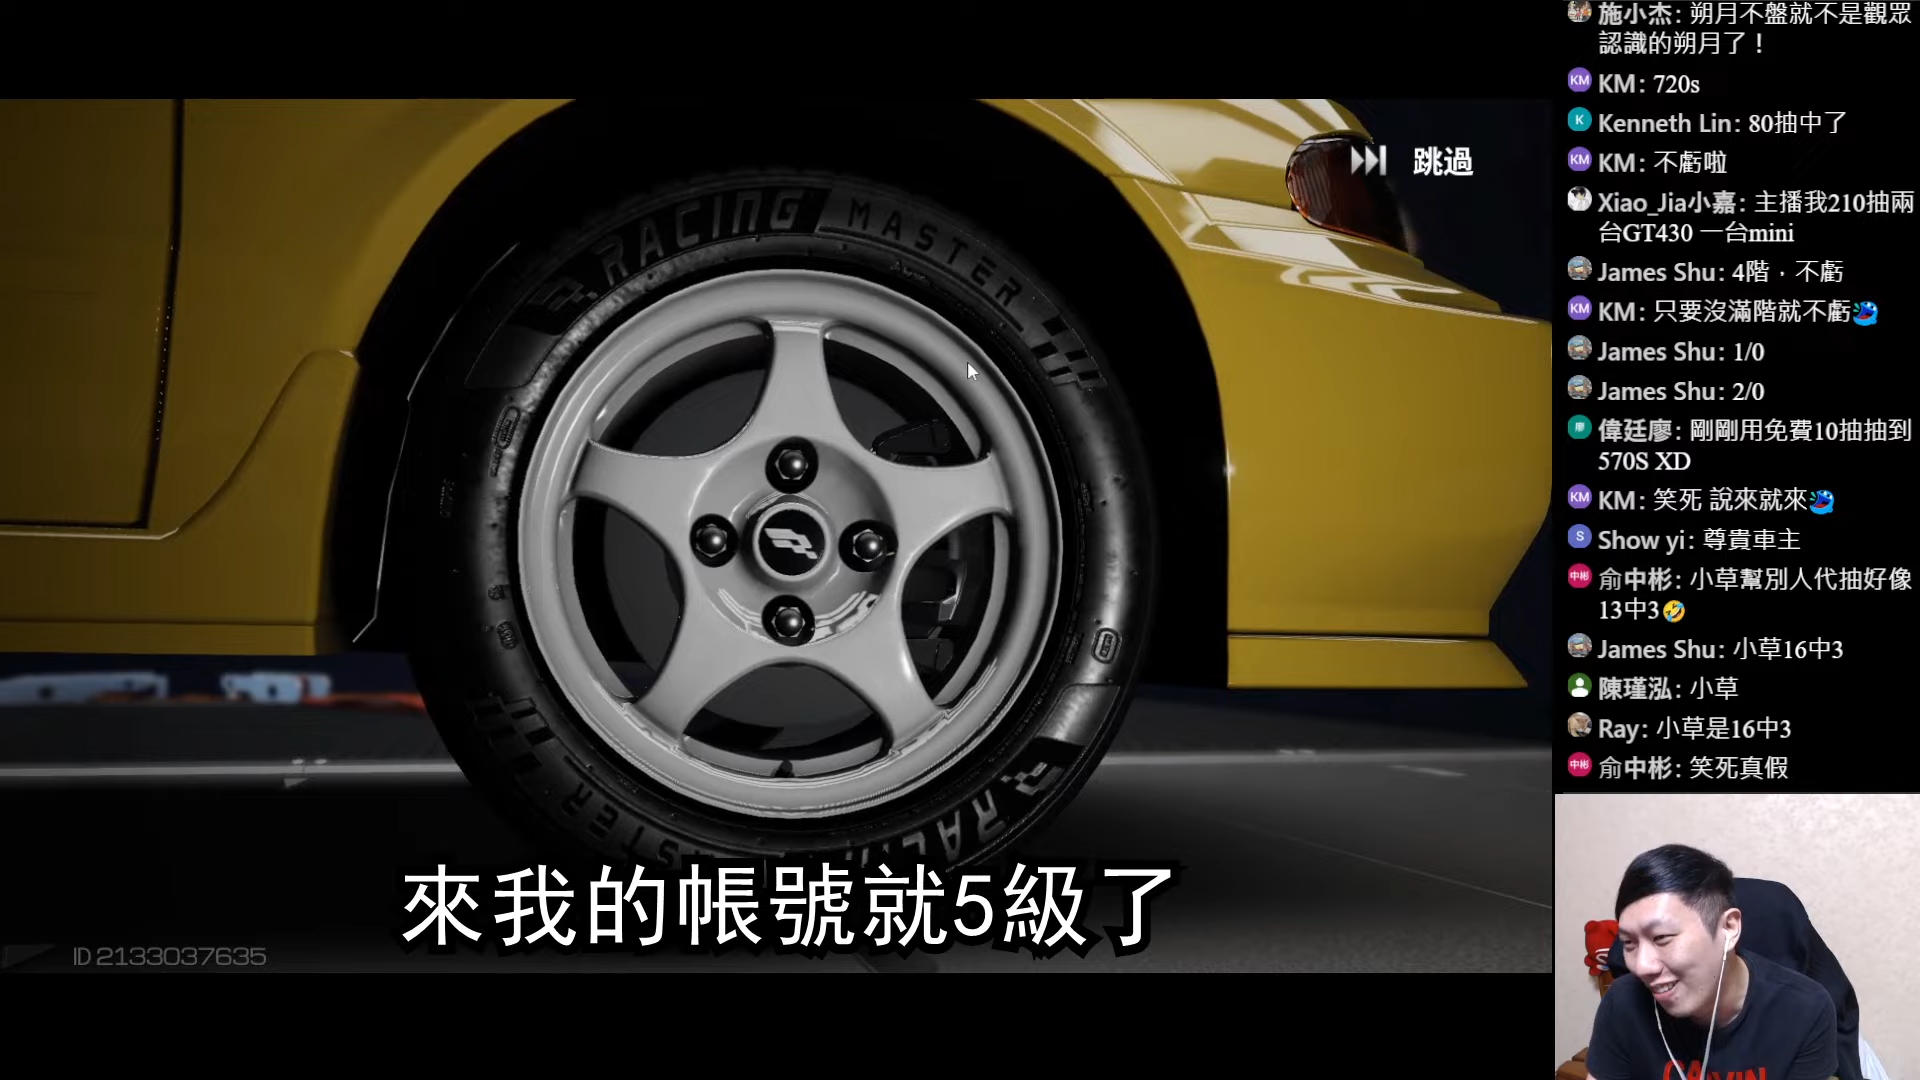 RACING MASTER
跳過
RACING
MASTER
來我的帳號就5級了
ID 2133037635
施小杰: 朔月不盤就不是觀眾
認識的朔月了！
KM: 720s
Kenneth Lin: 80抽中了
KM: 不虧啦
Xiao_Jia小嘉: 主播我210抽兩
台GT430 一台mini
James Shu: 4階，不虧
KM: 只要沒滿階就不虧
James Shu: 1/0
James Shu: 2/0
偉廷廖: 剛剛用免費10抽抽到
570S XD
KM: 笑死 說來就來
Show yi: 尊貴車主
俞中彬: 小草幫別人代抽好像
13中3🤣
James Shu: 小草16中3
陳瑾泓: 小草
Ray: 小草是16中3
俞中彬: 笑死真假